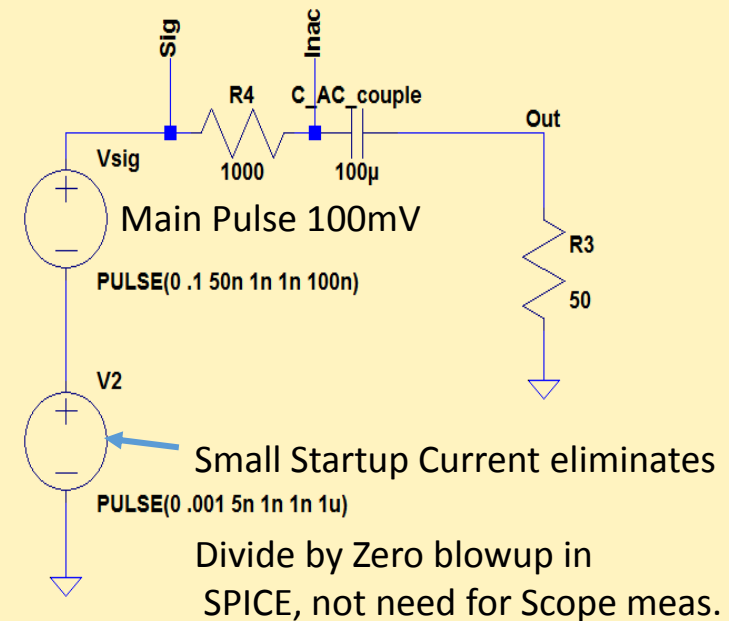 Sig
Inac
R4
C_AC_couple
Out
Vsig
1000
100µ
Main Pulse 100mV
R3
PULSE(0 .1 50n 1n 1n 100n)
50
V2
Small Startup Current eliminates
PULSE(0 .001 5n 1n 1n 1u)
Divide by Zero blowup in
SPICE, not need for Scope meas.